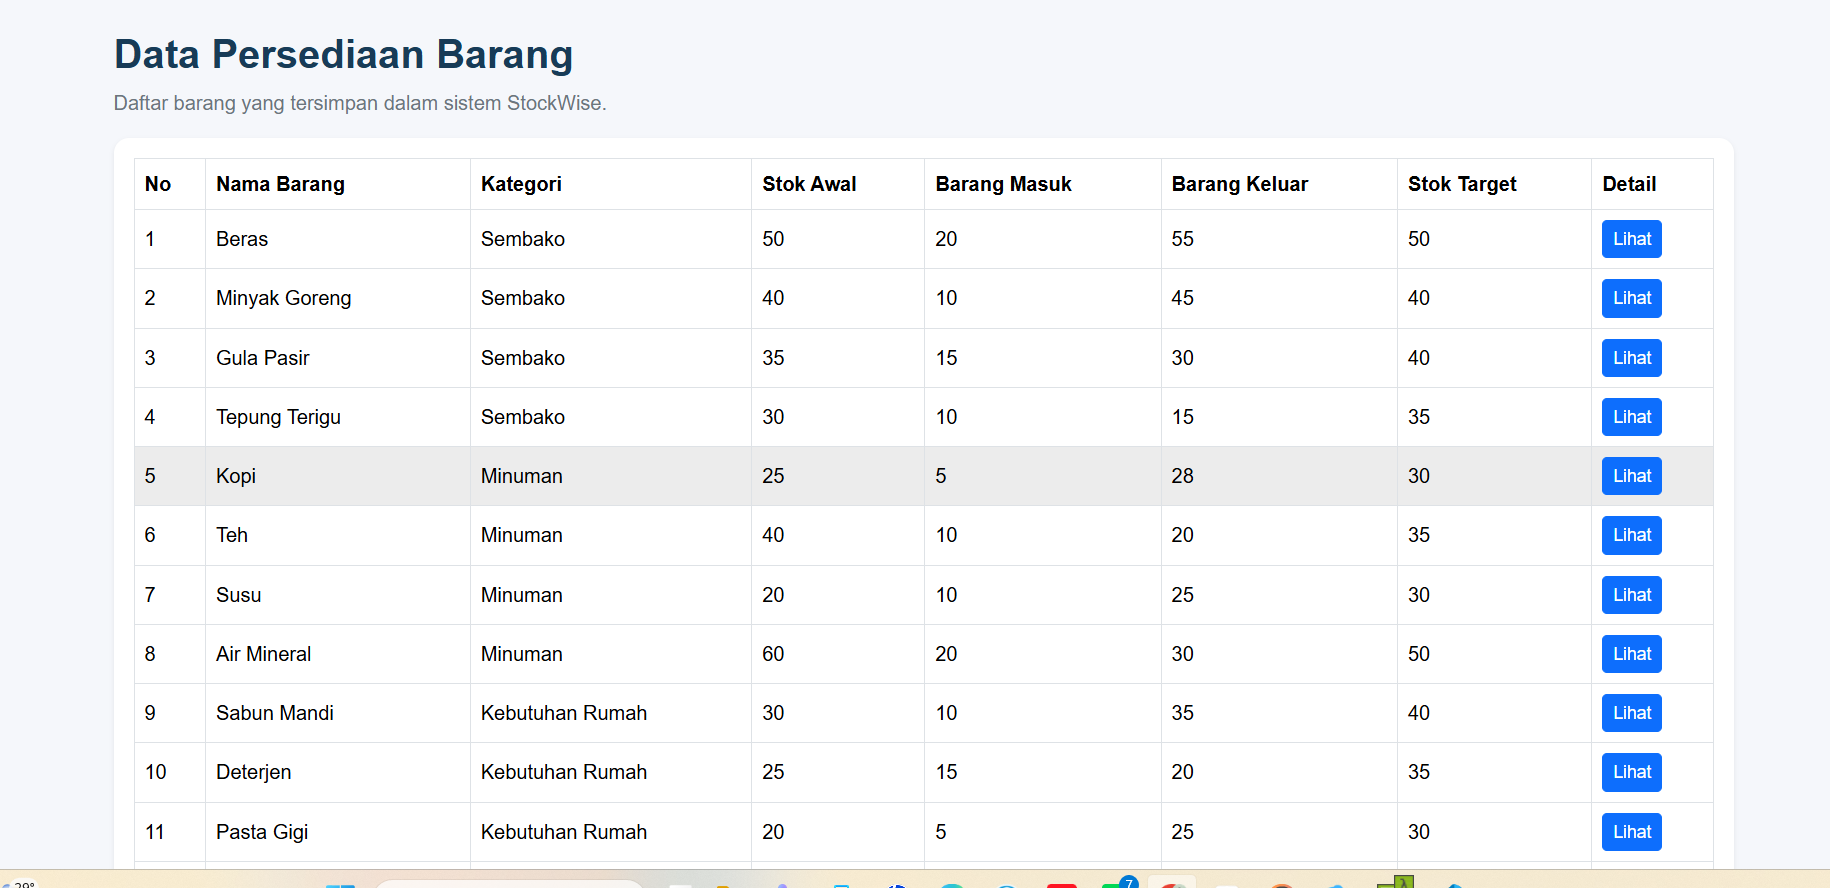 Data Persediaan Barang
Daftar barang yang tersimpan dalam sistem StockWise.
No Nama Barang Kategori Stok Awal Barang Masuk Barang Keluar Stok Target Detail
1 Beras Sembako 50 20 55 50 Lihat
2 Minyak Goreng Sembako 40 10 45 40 Lihat
3 Gula Pasir Sembako 35 15 30 40 Lihat
4 Tepung Terigu Sembako 30 10 15 35 Lihat
5 Kopi Minuman 25 5 28 30 Lihat
6 Teh Minuman 40 10 20 35 Lihat
7 Susu Minuman 20 10 25 30 Lihat
8 Air Mineral Minuman 60 20 30 50 Lihat
9 Sabun Mandi Kebutuhan Rumah 30 10 35 40 Lihat
10 Deterjen Kebutuhan Rumah 25 15 20 35 Lihat
11 Pasta Gigi Kebutuhan Rumah 20 5 25 30 Lihat
7